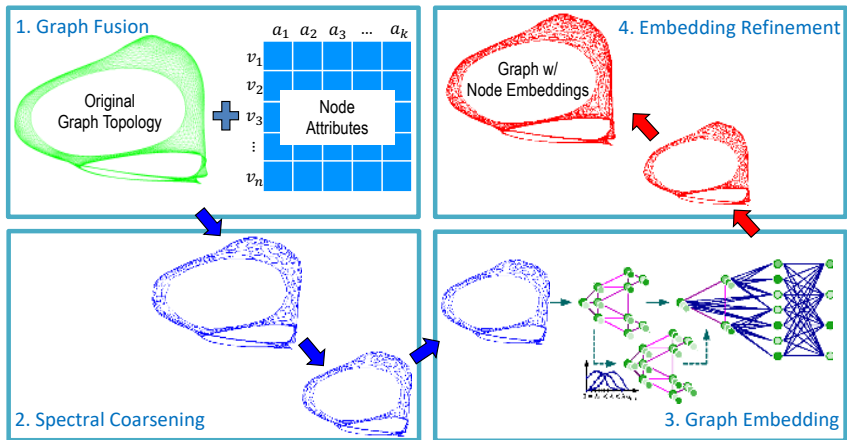 1. Graph Fusion
a1 a2 a3 ... ak
v1
v2
v3
⋮
vn
Original
Graph Topology
Node
Attributes
4. Embedding Refinement
Graph w/
Node Embeddings
2. Spectral Coarsening
3. Graph Embedding